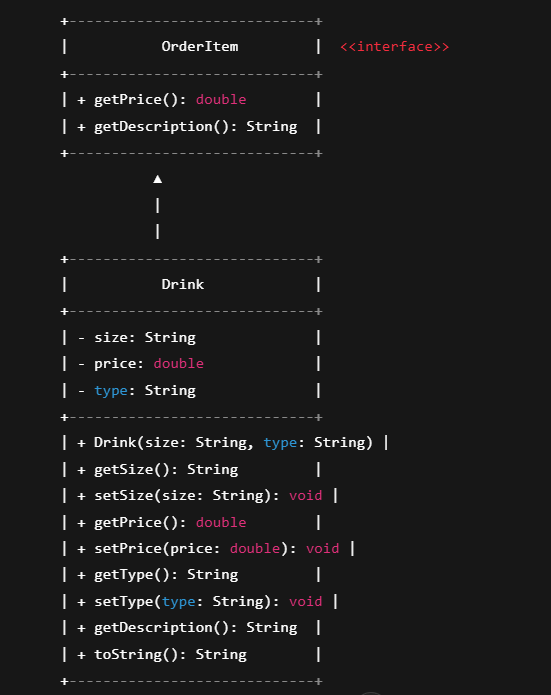 +-----------------------------+
|           OrderItem         |  <<interface>>
+-----------------------------+
| + getPrice(): double        |
| + getDescription(): String  |
+-----------------------------+
           ▲
           |
           |
+-----------------------------+
|           Drink             |
+-----------------------------+
| - size: String              |
| - price: double             |
| - type: String              |
+-----------------------------+
| + Drink(size: String, type: String) |
| + getSize(): String         |
| + setSize(size: String): void |
| + getPrice(): double        |
| + setPrice(price: double): void |
| + getType(): String         |
| + setType(type: String): void |
| + getDescription(): String  |
| + toString(): String        |
+-----------------------------+